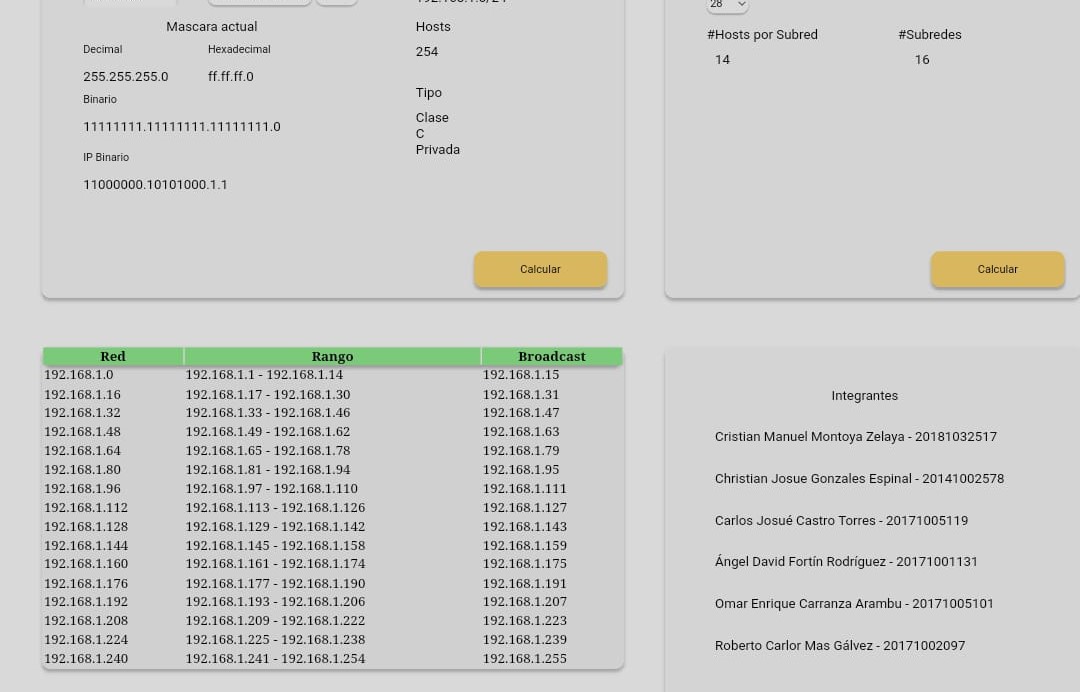 Mascara actual
Decimal
Hexadecimal
255.255.255.0
ff.ff.ff.0
Binario
11111111.11111111.11111111.0
IP Binario
11000000.10101000.1.1
Hosts
254
Tipo
Clase
C
Privada
Calcular
28
#Hosts por Subred
#Subredes
14
16
Calcular
Red Rango Broadcast
192.168.1.0 192.168.1.1 - 192.168.1.14 192.168.1.15
192.168.1.16 192.168.1.17 - 192.168.1.30 192.168.1.31
192.168.1.32 192.168.1.33 - 192.168.1.46 192.168.1.47
192.168.1.48 192.168.1.49 - 192.168.1.62 192.168.1.63
192.168.1.64 192.168.1.65 - 192.168.1.78 192.168.1.79
192.168.1.80 192.168.1.81 - 192.168.1.94 192.168.1.95
192.168.1.96 192.168.1.97 - 192.168.1.110 192.168.1.111
192.168.1.112 192.168.1.113 - 192.168.1.126 192.168.1.127
192.168.1.128 192.168.1.129 - 192.168.1.142 192.168.1.143
192.168.1.144 192.168.1.145 - 192.168.1.158 192.168.1.159
192.168.1.160 192.168.1.161 - 192.168.1.174 192.168.1.175
192.168.1.176 192.168.1.177 - 192.168.1.190 192.168.1.191
192.168.1.192 192.168.1.193 - 192.168.1.206 192.168.1.207
192.168.1.208 192.168.1.209 - 192.168.1.222 192.168.1.223
192.168.1.224 192.168.1.225 - 192.168.1.238 192.168.1.239
192.168.1.240 192.168.1.241 - 192.168.1.254 192.168.1.255
Integrantes
Cristian Manuel Montoya Zelaya - 20181032517
Christian Josue Gonzales Espinal - 20141002578
Carlos Josué Castro Torres - 20171005119
Ángel David Fortín Rodríguez - 20171001131
Omar Enrique Carranza Arambu - 20171005101
Roberto Carlor Mas Gálvez - 20171002097